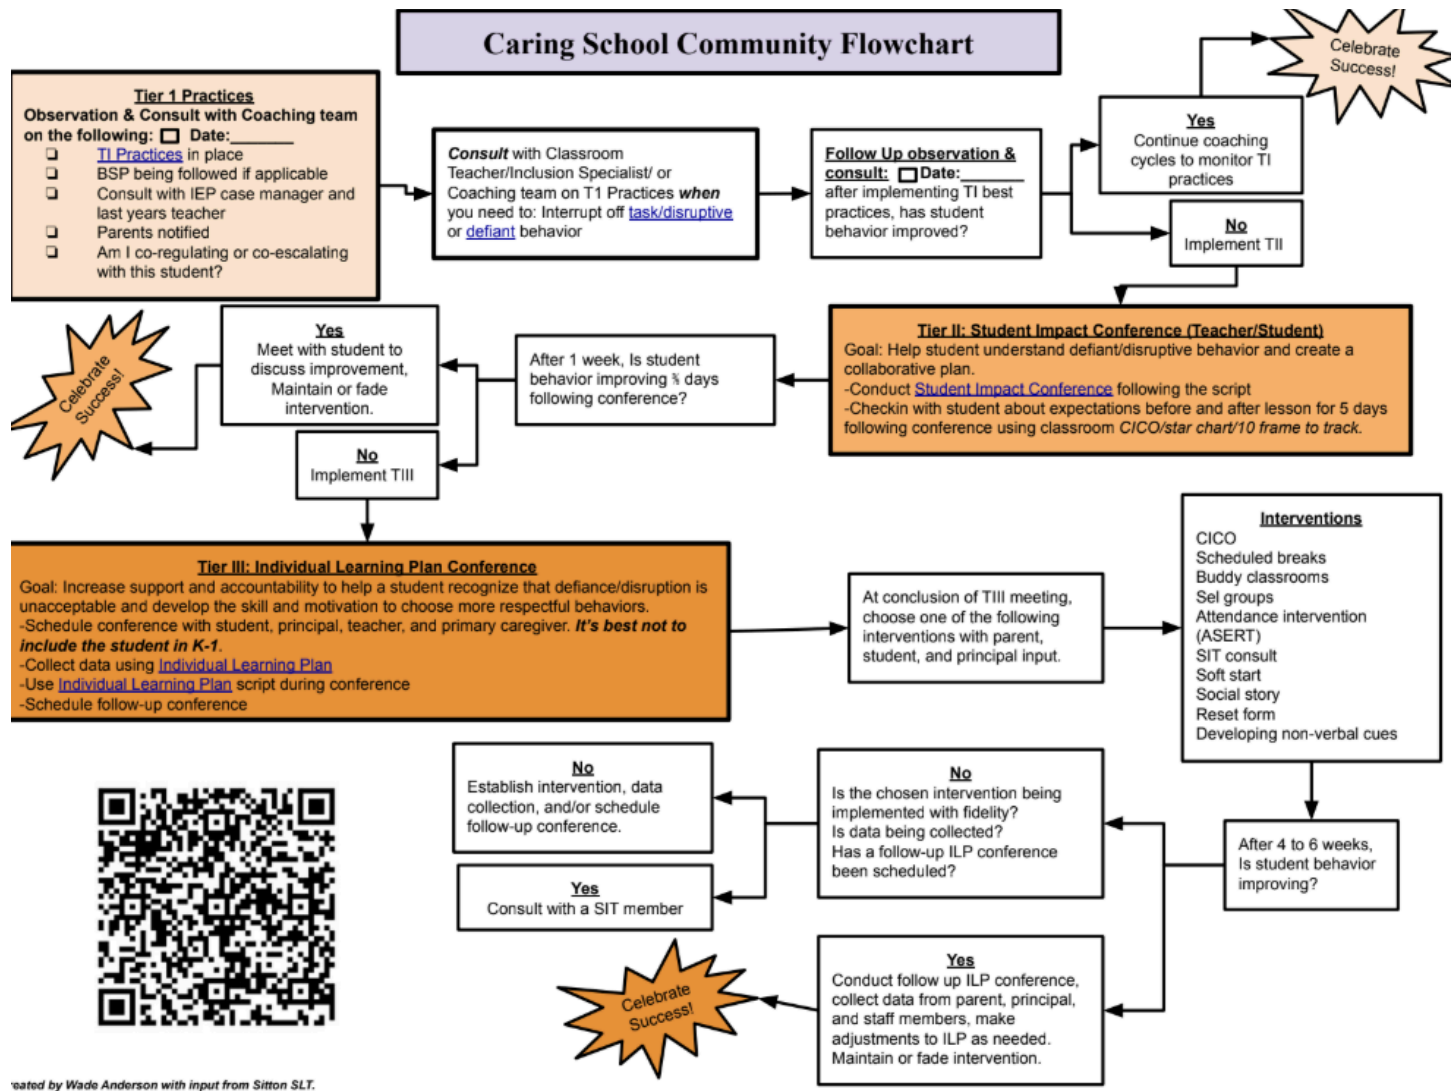 Caring School Community Flowchart
Celebrate
Success!
Tier 1 Practices
Observation & Consult with Coaching team
on the following: Date:_______
TI Practices in place
BSP being followed if applicable
Consult with IEP case manager and
last years teacher
Parents notified
Am I co-regulating or co-escalating
with this student?
Consult with Classroom
Teacher/Inclusion Specialist/ or
Coaching team on T1 Practices when
you need to: Interrupt off task/disruptive
or defiant behavior
Follow Up observation &
consult: Date:_______
after implementing TI best
practices, has student
behavior improved?
Yes
Continue coaching
cycles to monitor TI
practices
No
Implement TII
Tier II: Student Impact Conference (Teacher/Student)
Goal: Help student understand defiant/disruptive behavior and create a
collaborative plan.
-Conduct Student Impact Conference following the script
-Checkin with student about expectations before and after lesson for 5 days
following conference using classroom CICO/star chart/10 frame to track.
After 1 week, Is student
behavior improving days
following conference?
Yes
Meet with student to
discuss improvement,
Maintain or fade
intervention.
Celebrate
Success!
No
Implement TIII
Tier III: Individual Learning Plan Conference
Goal: Increase support and accountability to help a student recognize that defiance/disruption is
unacceptable and develop the skill and motivation to choose more respectful behaviors.
-Schedule conference with student, principal, teacher, and primary caregiver. It's best not to
include the student in K-1.
-Collect data using Individual Learning Plan
-Use Individual Learning Plan script during conference
-Schedule follow-up conference
At conclusion of TIII meeting,
choose one of the following
interventions with parent,
student, and principal input.
Interventions
CICO
Scheduled breaks
Buddy classrooms
Sel groups
Attendance intervention
(ASERT)
SIT consult
Soft start
Social story
Reset form
Developing non-verbal cues
After 4 to 6 weeks,
Is student behavior
improving?
No
Is the chosen intervention being
implemented with fidelity?
Is data being collected?
Has a follow-up ILP conference
been scheduled?
No
Establish intervention, data
collection, and/or schedule
follow-up conference.
Yes
Consult with a SIT member
Yes
Conduct follow up ILP conference,
collect data from parent, principal,
and staff members, make
adjustments to ILP as needed.
Maintain or fade intervention.
Celebrate
Success!
eated by Wade Anderson with input from Sitton SLT.